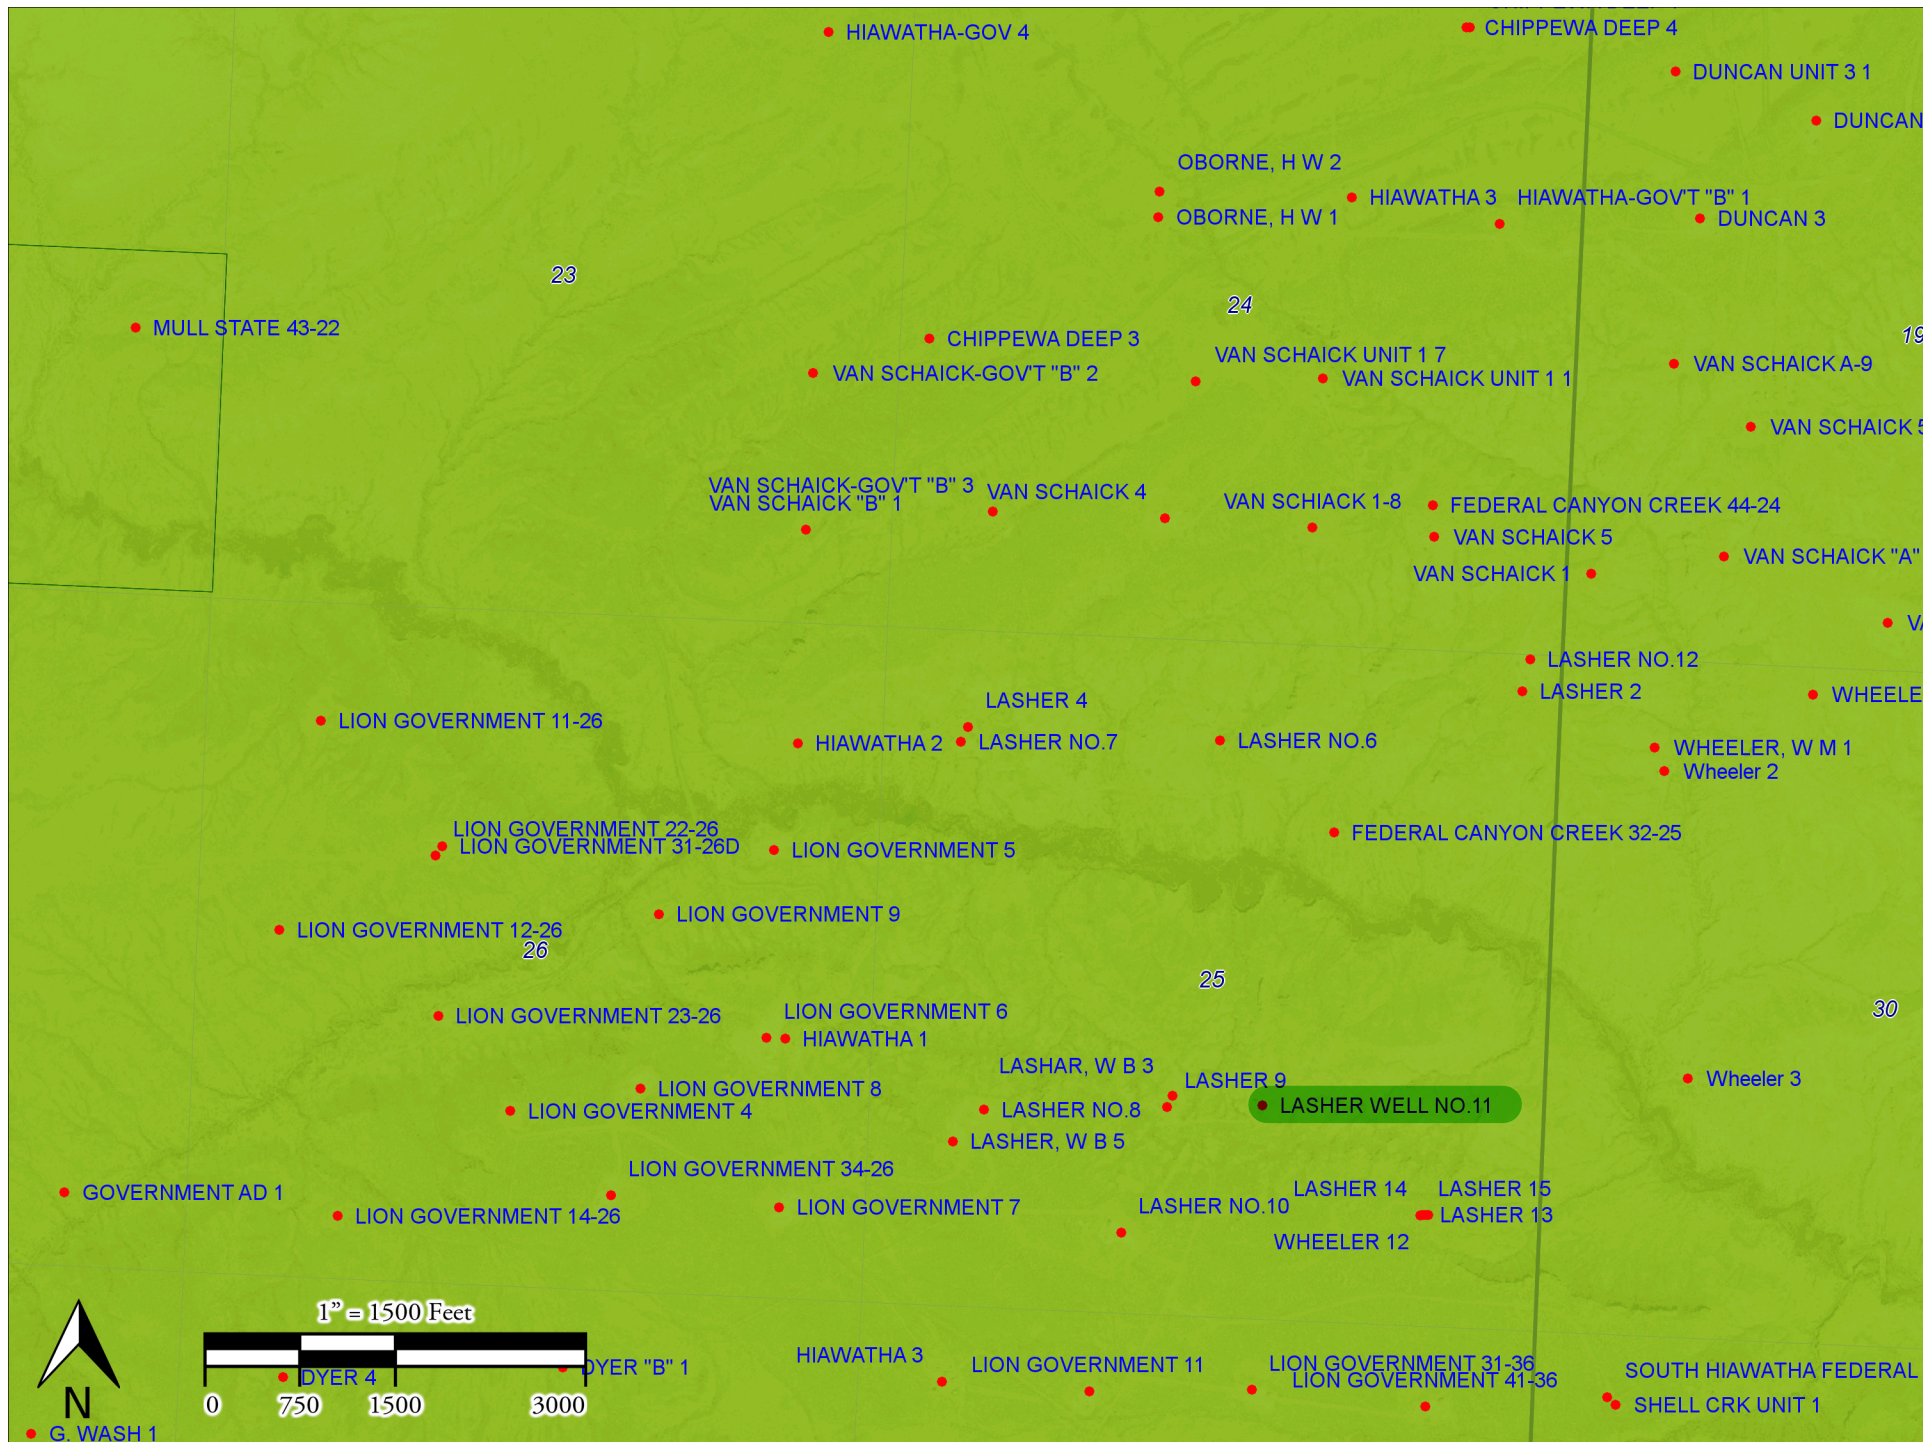 HIAWATHA-GOV 4
CHIPPEWA DEEP 4
DUNCAN UNIT 3 1
DUNCAN
OBORNE, H W 2
HIAWATHA 3
HIAWATHA-GOV'T "B" 1
OBORNE, H W 1
DUNCAN 3
23
24
MULL STATE 43-22
19
CHIPPEWA DEEP 3
VAN SCHAICK UNIT 1 7
VAN SCHAICK A-9
VAN SCHAICK-GOV'T "B" 2
VAN SCHAICK UNIT 1 1
VAN SCHAICK 5
VAN SCHAICK-GOV'T "B" 3
VAN SCHAICK 4
VAN SCHAICK "B" 1
VAN SCHIACK 1-8
FEDERAL CANYON CREEK 44-24
VAN SCHAICK 5
VAN SCHAICK "A"
VAN SCHAICK 1
LASHER NO.12
LASHER 2
WHEELE
LASHER 4
LION GOVERNMENT 11-26
HIAWATHA 2
LASHER NO.7
LASHER NO.6
WHEELER, W M 1
Wheeler 2
LION GOVERNMENT 22-26
FEDERAL CANYON CREEK 32-25
LION GOVERNMENT 31-26D
LION GOVERNMENT 5
LION GOVERNMENT 9
LION GOVERNMENT 12-26
26
25
30
LION GOVERNMENT 6
LION GOVERNMENT 23-26
HIAWATHA 1
LASHAR, W B 3
LASHER 9
Wheeler 3
LION GOVERNMENT 8
LASHER WELL NO.11
LION GOVERNMENT 4
LASHER NO.8
LASHER, W B 5
LION GOVERNMENT 34-26
GOVERNMENT AD 1
LASHER 14
LASHER 15
LION GOVERNMENT 7
LASHER NO.10
LION GOVERNMENT 14-26
LASHER 13
WHEELER 12
1” = 1500 Feet
HIAWATHA 3
LION GOVERNMENT 11
LION GOVERNMENT 31-36
DYER "B" 1
SOUTH HIAWATHA FEDERAL
DYER 4
LION GOVERNMENT 41-36
0
750
1500
3000
SHELL CRK UNIT 1
N
G. WASH 1